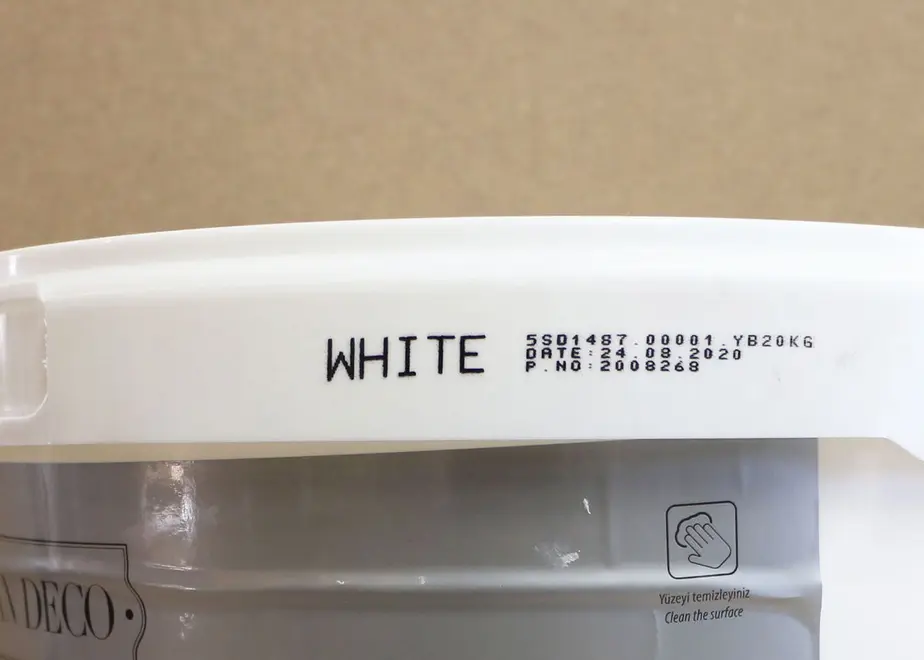 WHITE
5SD1487.00001.YB20KG
DATE:24.08.2020
P.NO:2008268
DECO
Yüzeyi temizleyiniz
Clean the surface